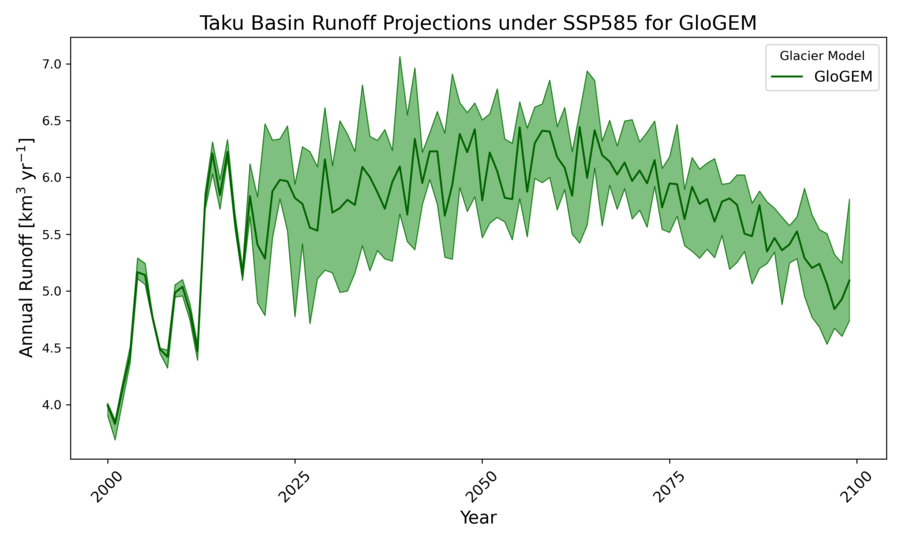 Taku Basin Runoff Projections under SSP585 for GloGEM
Glacier Model
GloGEM
Annual Runoff [km³ yr⁻¹]
7.0
6.5
6.0
5.5
5.0
4.5
4.0
2000
2025
2050
2075
2100
Year